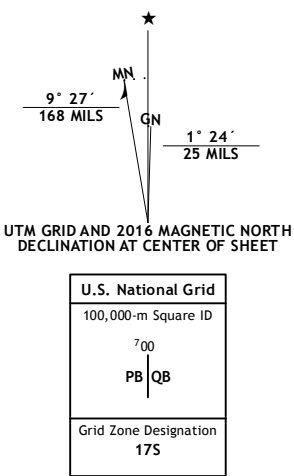 ★
MN
9° 27´
168 MILS
GN
1° 24´
25 MILS
UTM GRID AND 2016 MAGNETIC NORTH
DECLINATION AT CENTER OF SHEET
U.S. National Grid
100,000-m Square ID
⁷00
PB QB
Grid Zone Designation
17S